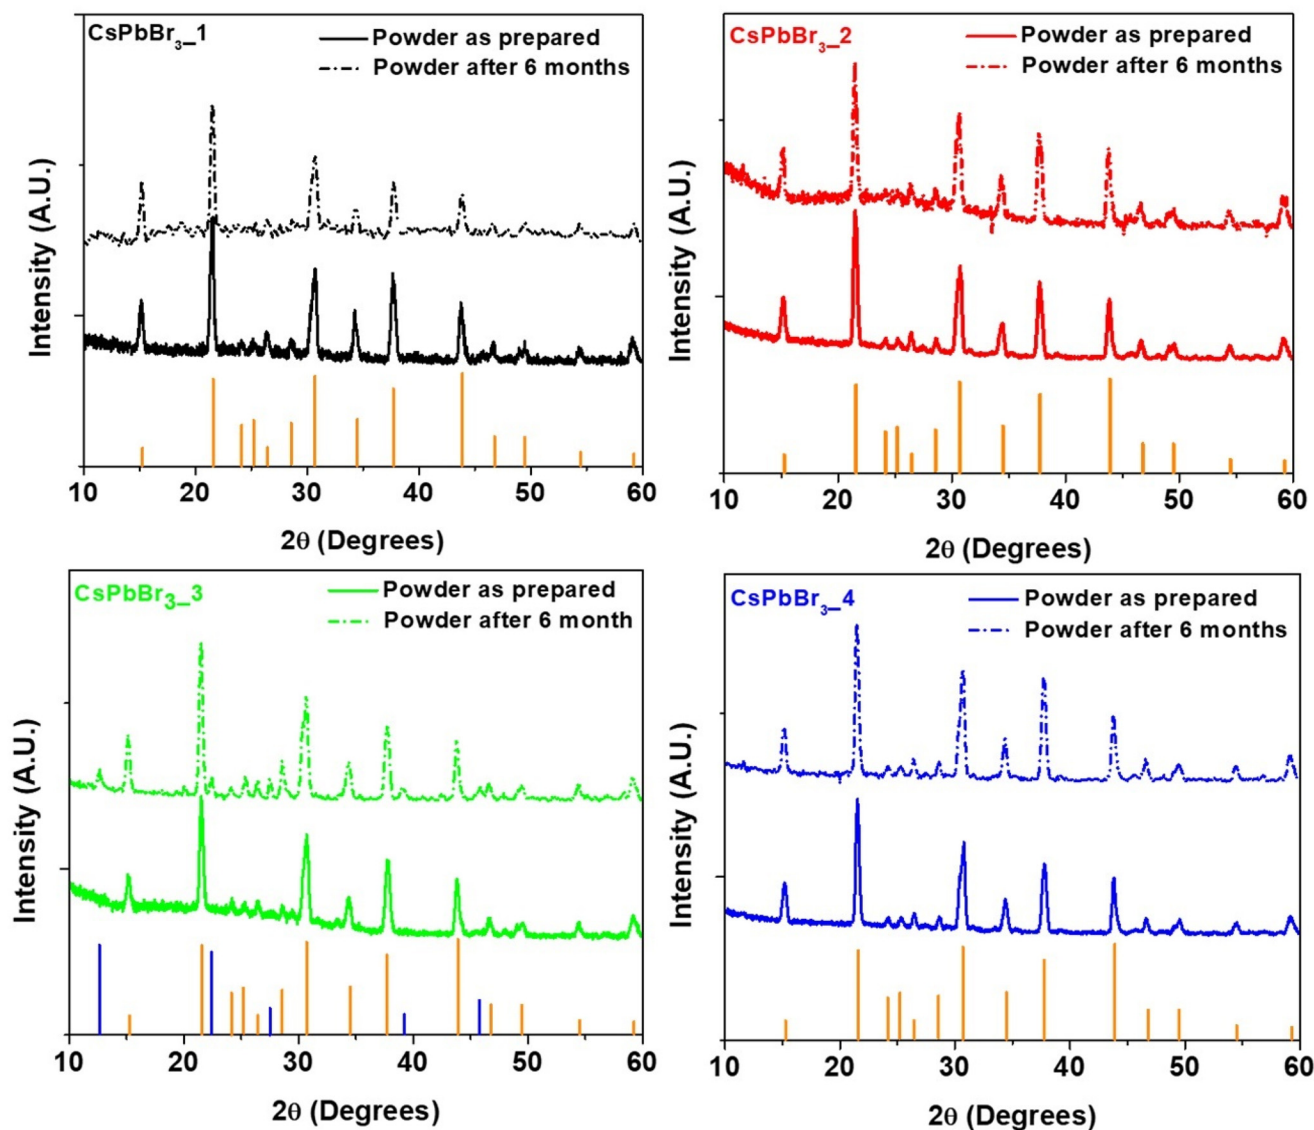 CsPbBr₃_1
Powder as prepared
Powder after 6 months
Intensity (A.U.)
10 20 30 40 50 60
2θ (Degrees)
CsPbBr₃_2
Powder as prepared
Powder after 6 months
Intensity (A.U.)
10 20 30 40 50 60
2θ (Degrees)
CsPbBr₃_3
Powder as prepared
Powder after 6 month
Intensity (A.U.)
10 20 30 40 50 60
2θ (Degrees)
CsPbBr₃_4
Powder as prepared
Powder after 6 months
Intensity (A.U.)
10 20 30 40 50 60
2θ (Degrees)